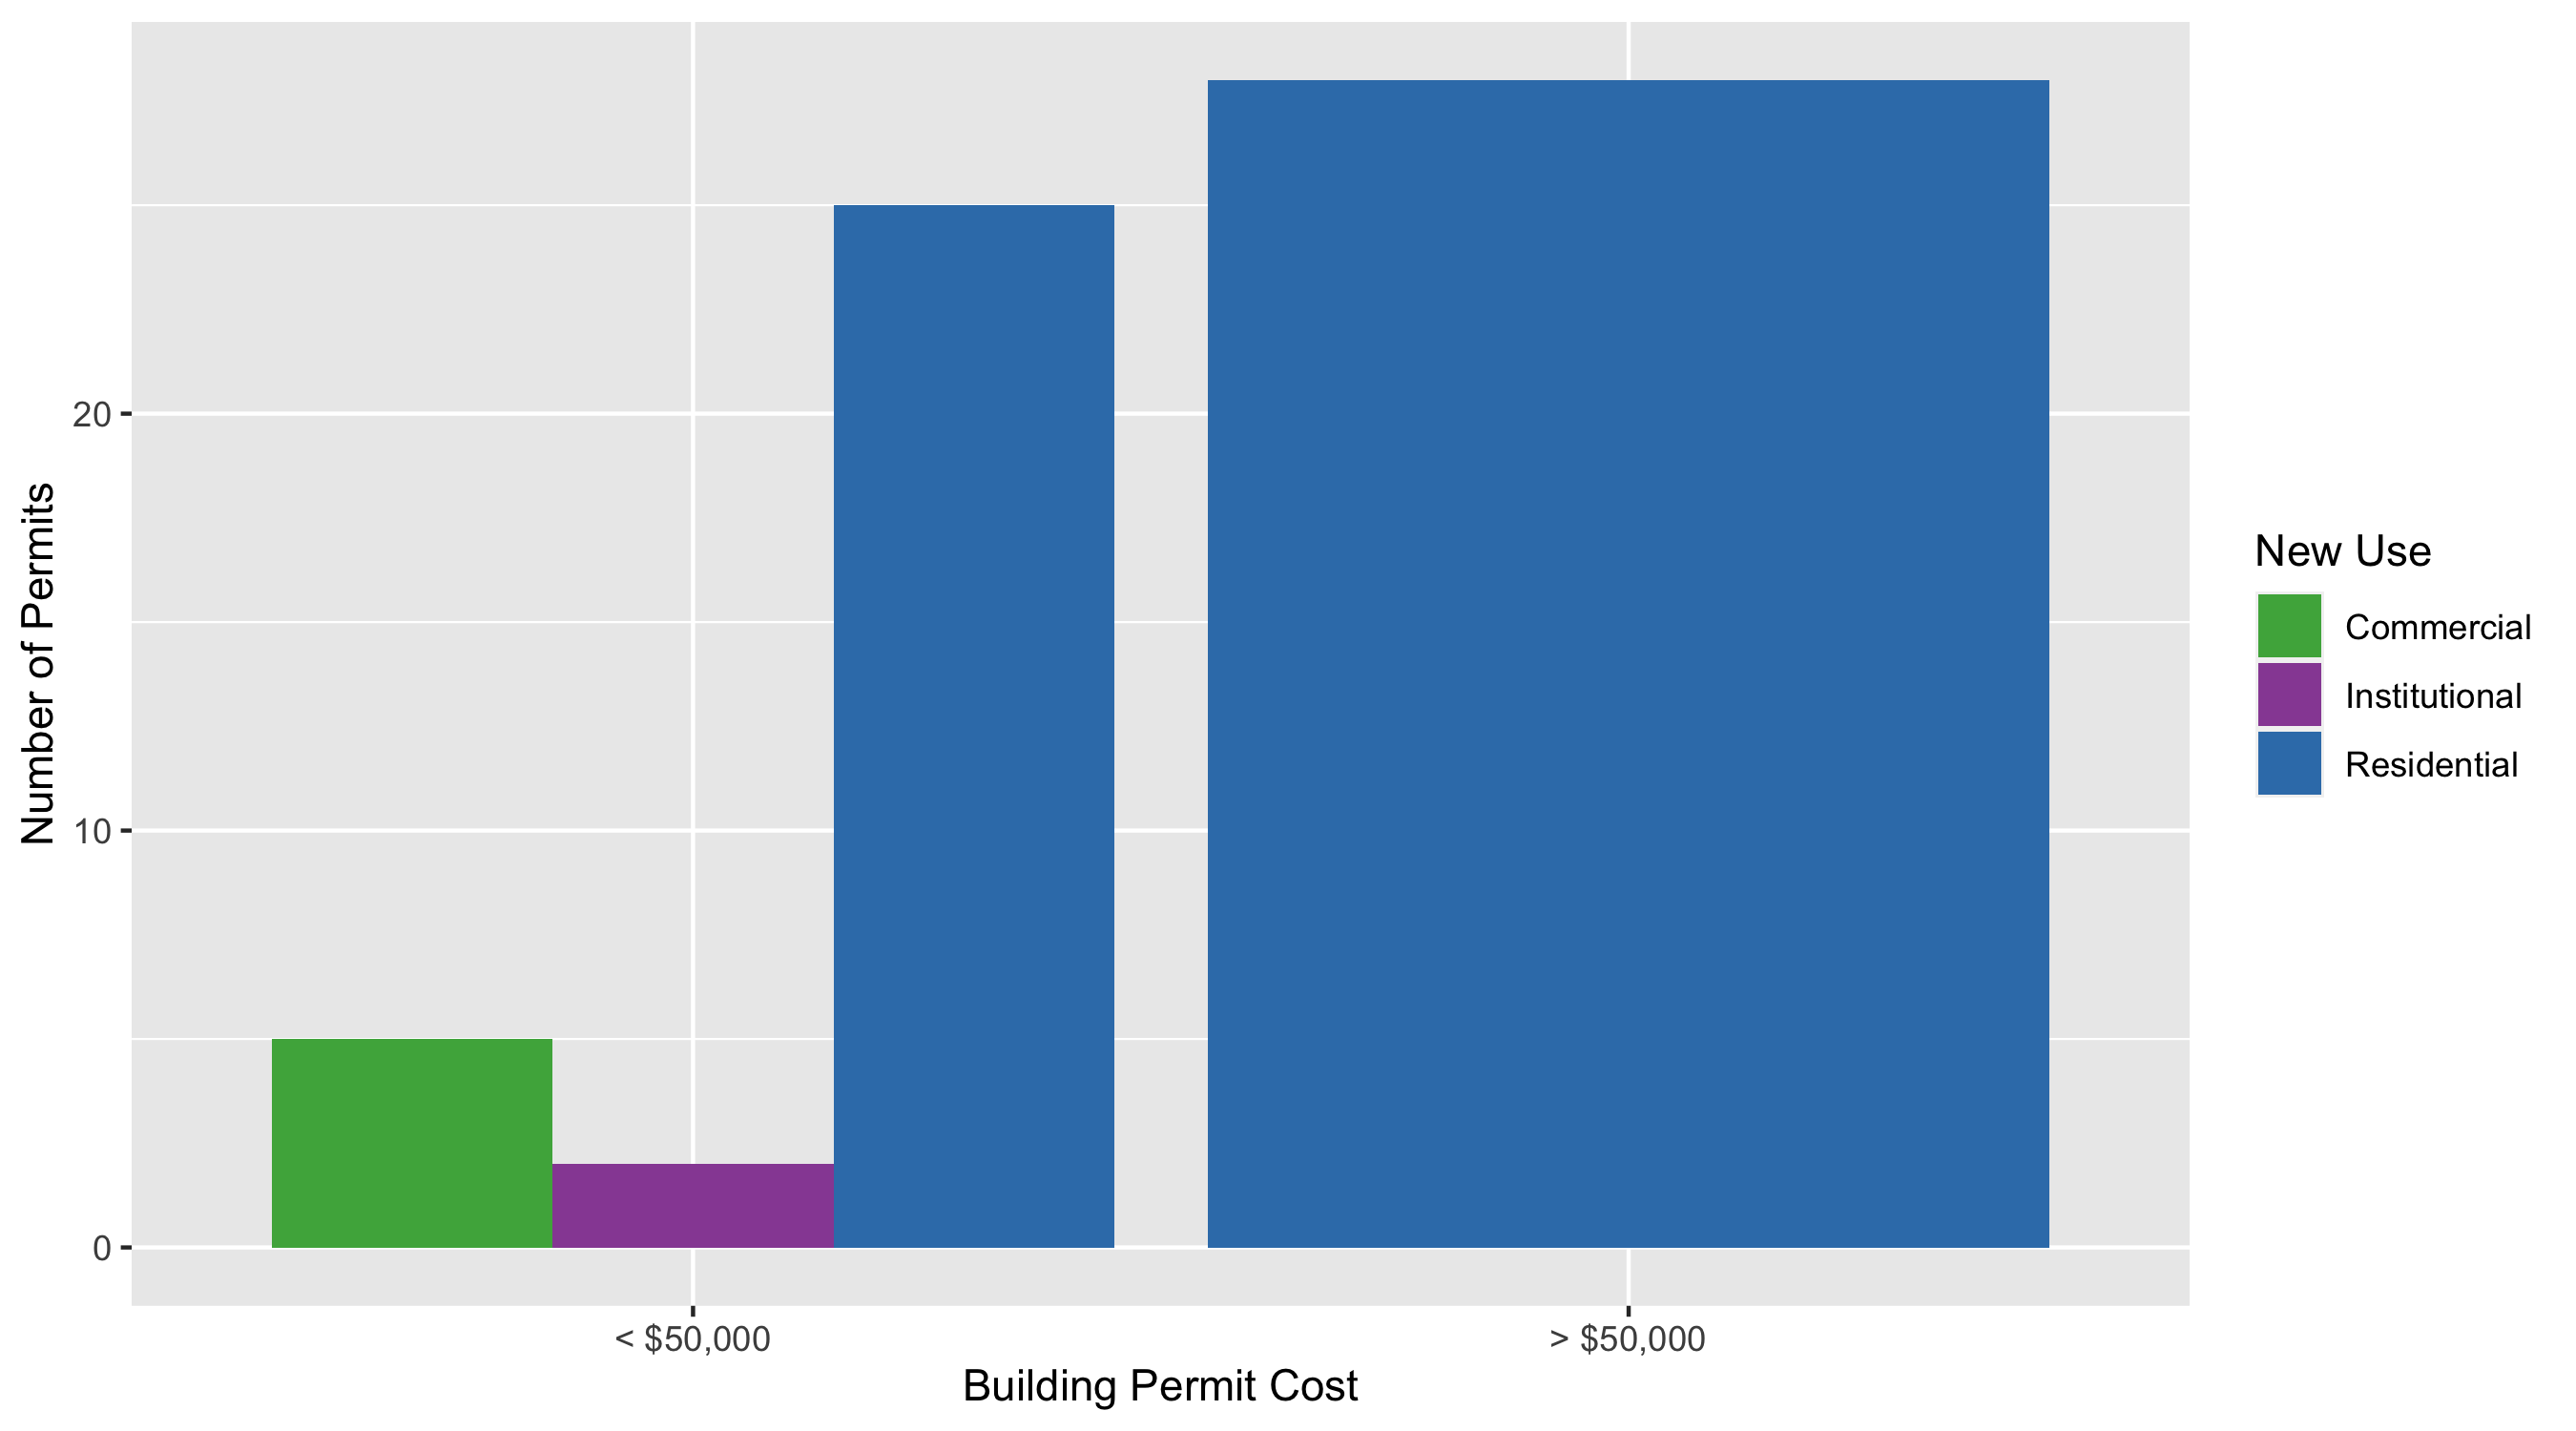 Number of Permits
20
10
0
< $50,000
> $50,000
Building Permit Cost
New Use
Commercial
Institutional
Residential